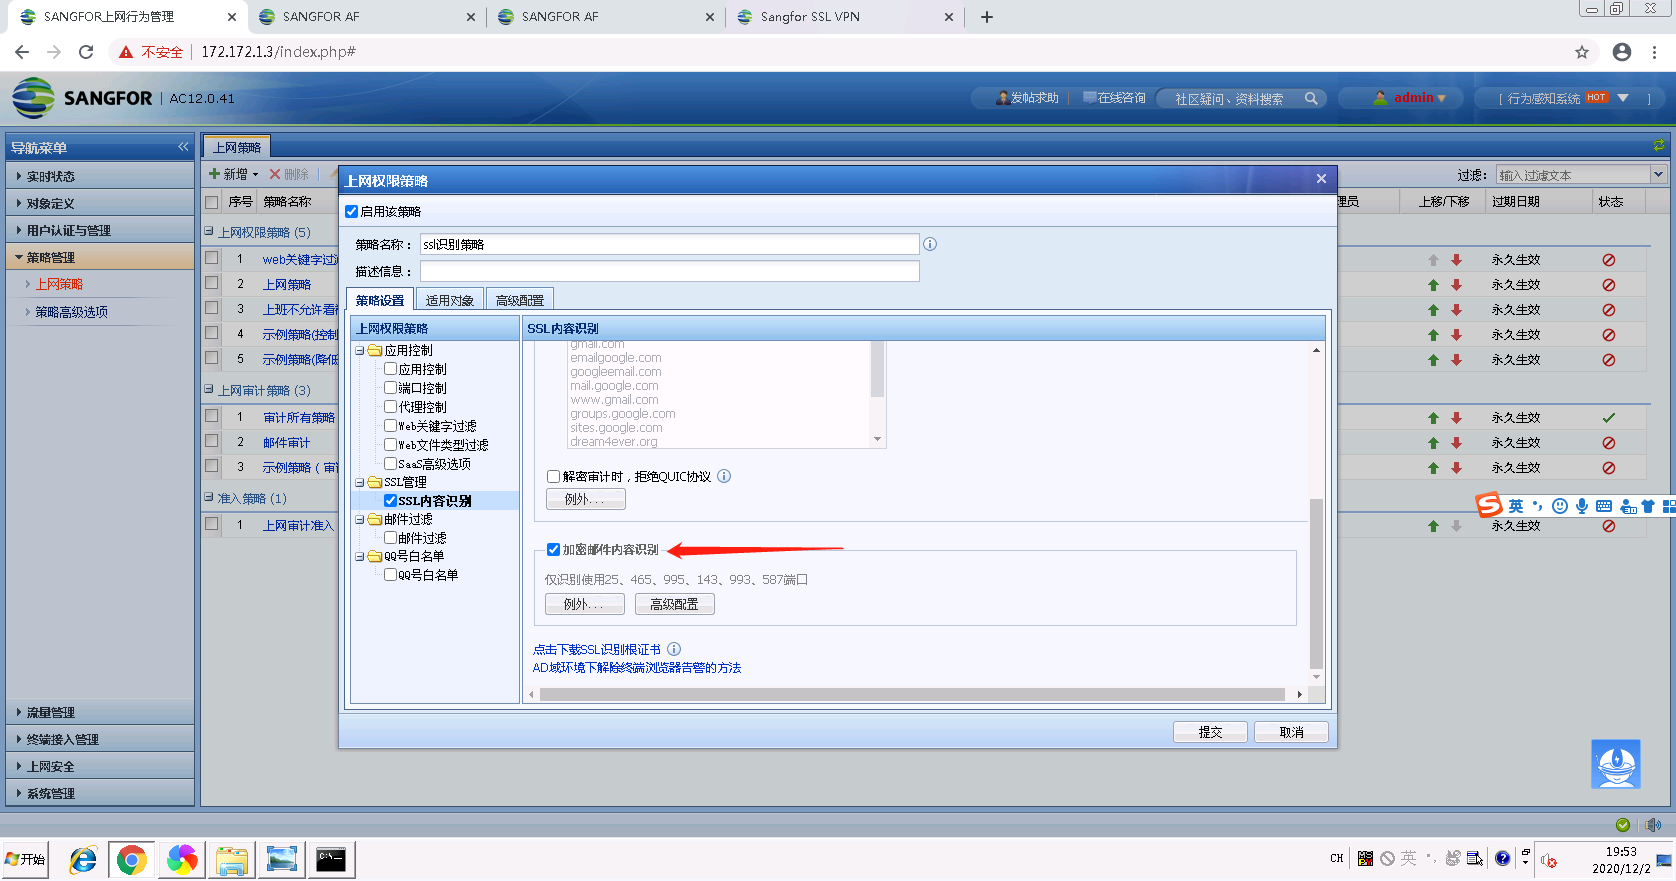 SANGFOR上网行为管理
SANGFOR AF
SANGFOR AF
Sangfor SSL VPN
不安全
172.172.1.3/index.php#
SANGFOR
AC12.0.41
发帖求助
在线咨询
社区疑问、资料搜索
admin
[ 行为感知系统 HOT ]
导航菜单
实时状态
对象定义
用户认证与管理
策略管理
上网策略
策略高级选项
流量管理
终端接入管理
上网安全
系统管理
上网策略
新增
删除
过滤:
输入过滤文本
序号
策略名称
上移/下移
过期日期
状态
上网权限策略 (5)
1
web关键字过
永久生效
2
上网策略
永久生效
3
上班不允许看
永久生效
4
示例策略(控制
永久生效
5
示例策略(降低
永久生效
上网审计策略 (3)
1
审计所有策略
永久生效
2
邮件审计
永久生效
3
示例策略 ( 审
永久生效
准入策略 (1)
1
上网审计准入
永久生效
上网权限策略
启用该策略
策略名称:
ssl识别策略
描述信息:
策略设置
适用对象
高级配置
上网权限策略
应用控制
应用控制
端口控制
代理控制
Web关键字过滤
Web文件类型过滤
SaaS高级选项
SSL管理
SSL内容识别
邮件过滤
邮件过滤
QQ号白名单
QQ号白名单
SSL内容识别
gmail.com
emailgoogle.com
googleemail.com
mail.google.com
www.gmail.com
groups.google.com
sites.google.com
dream4ever.org
解密审计时，拒绝QUIC协议
例外...
加密邮件内容识别
仅识别使用25、465、995、143、993、587端口
例外...
高级配置
点击下载SSL识别根证书
AD域环境下解除终端浏览器告警的方法
提交
取消
英
开始
CH
英
19:53
2020/12/2